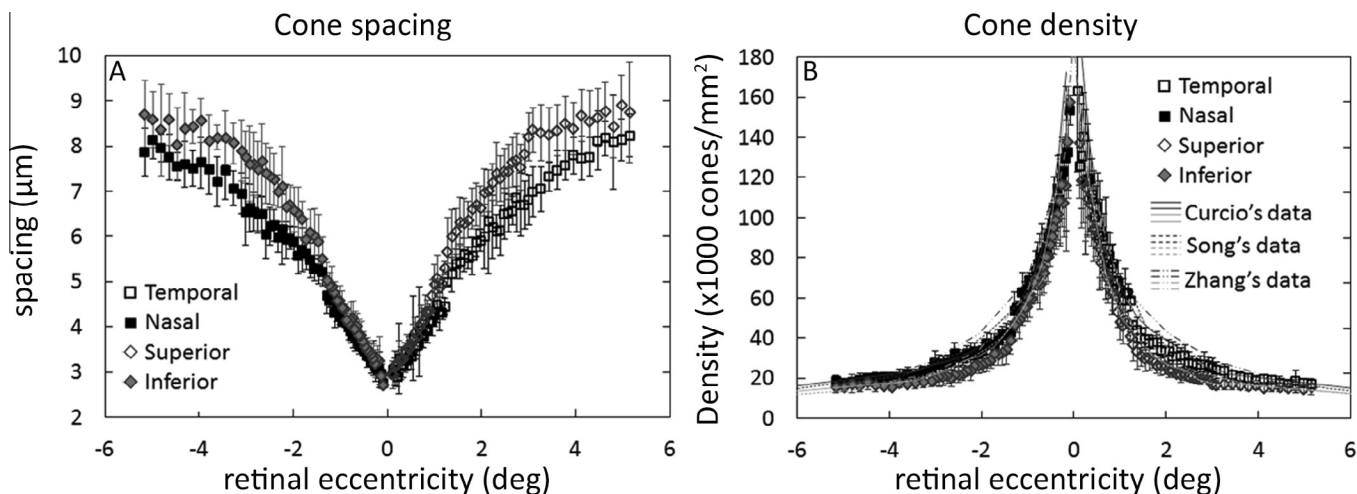 Cone spacing
A
spacing (μm)
10
9
8
7
6
5
4
3
2
Temporal
Nasal
Superior
Inferior
-6 -4 -2 0 2 4 6
retinal eccentricity (deg)
Cone density
B
Density (x1000 cones/mm²)
180
160
140
120
100
80
60
40
20
0
Temporal
Nasal
Superior
Inferior
Curcio's data
Song's data
Zhang's data
-6 -4 -2 0 2 4 6
retinal eccentricity (deg)